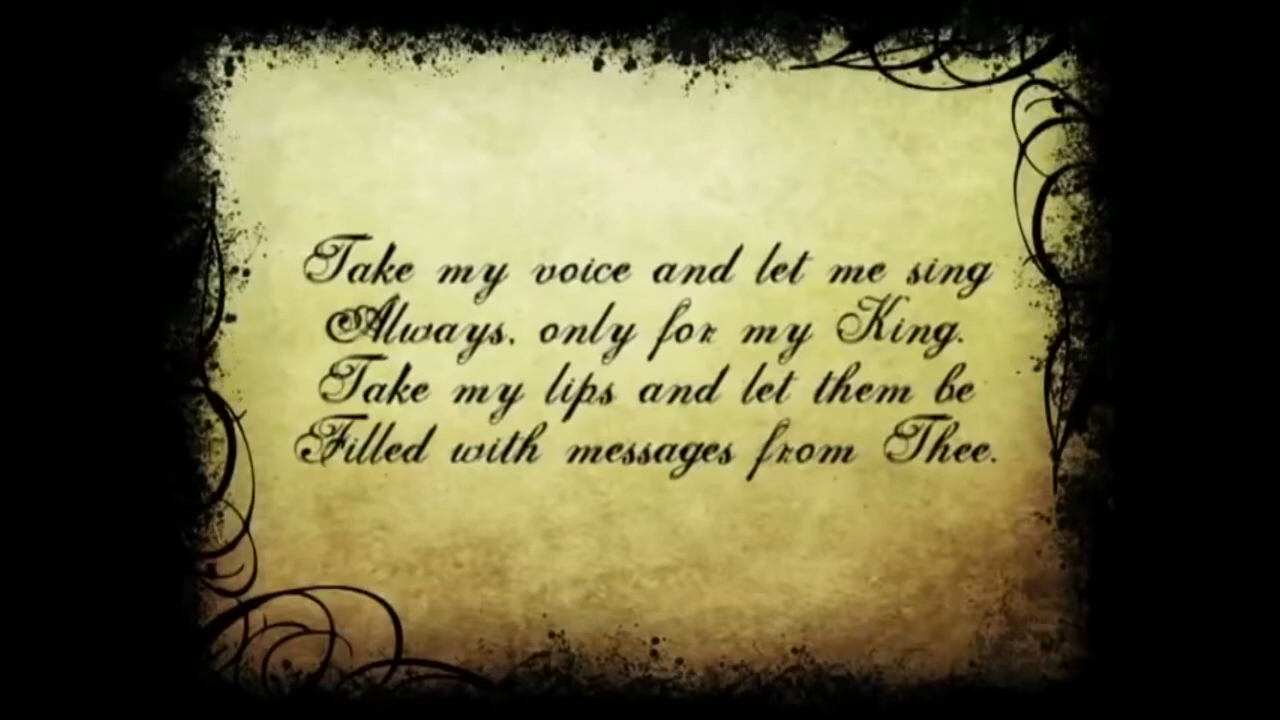 Take my voice and let me sing
Always, only for my King.
Take my lips and let them be
Filled with messages from Thee.